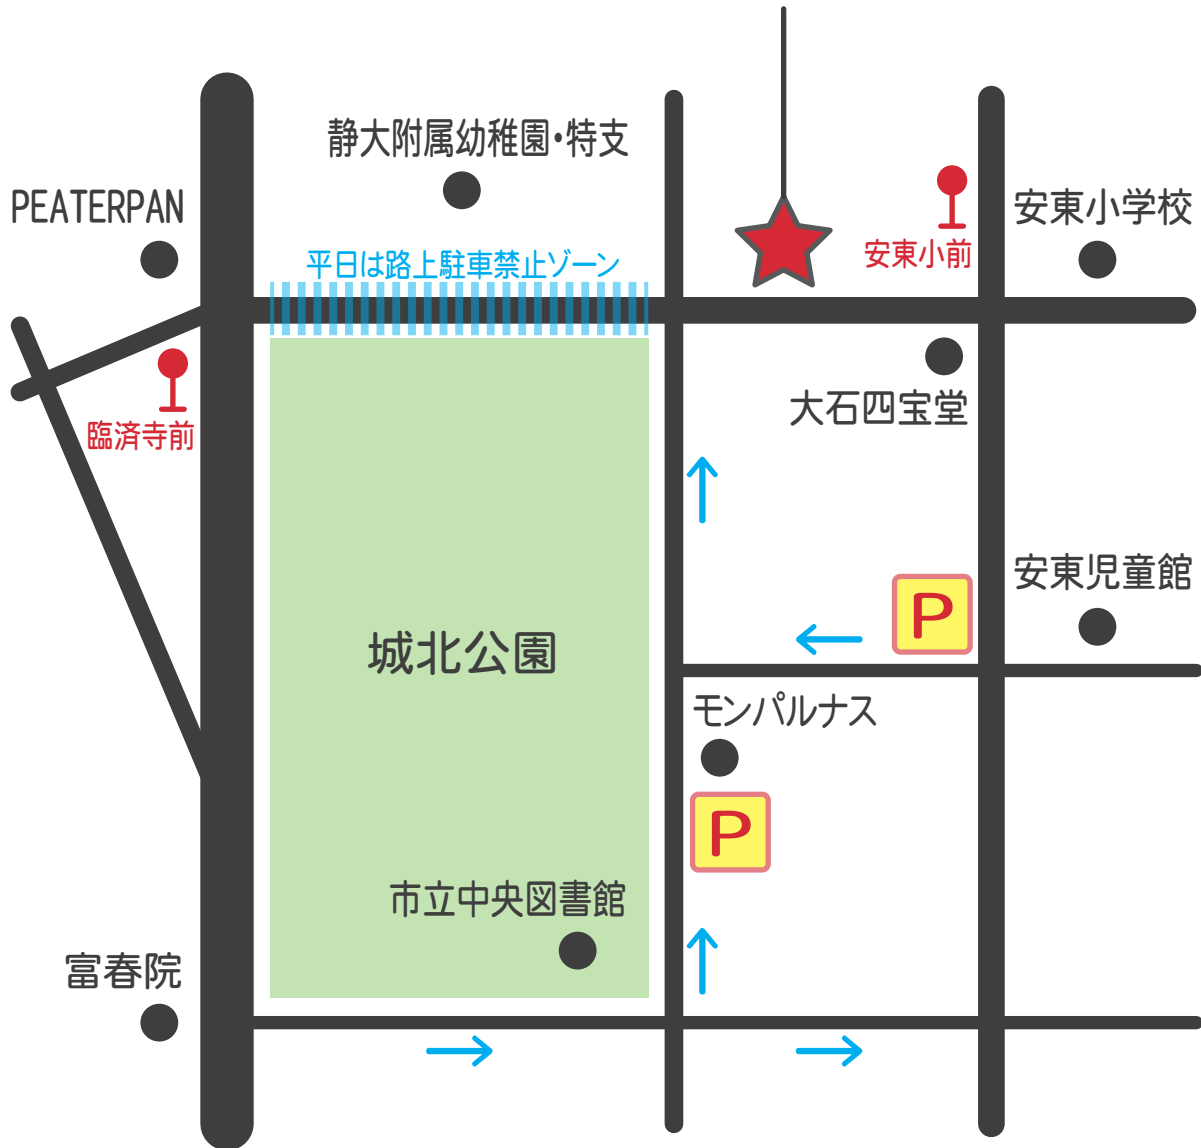 静大附属幼稚園・特支
PEATERPAN
安東小学校
安東小前
平日は路上駐車禁止ゾーン
臨済寺前
大石四宝堂
安東児童館
P
城北公園
モンパルナス
P
市立中央図書館
富春院